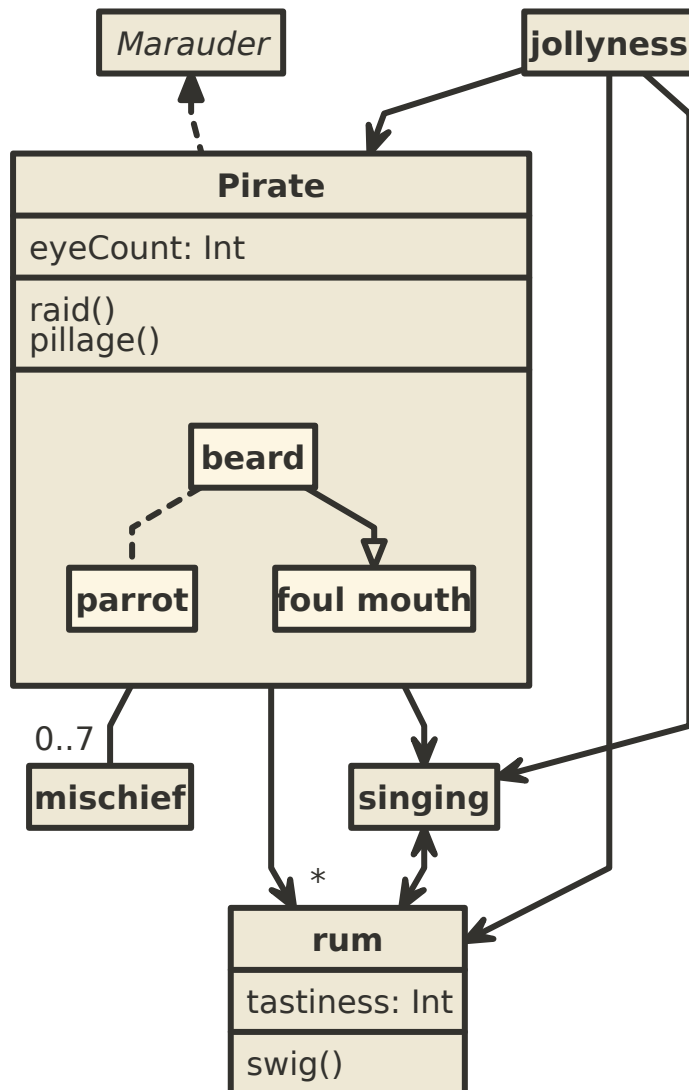 Marauder
jollyness
Pirate
eyeCount: Int
raid()
pillage()
beard
parrot
foul mouth
0..7
mischief
singing
*
rum
tastiness: Int
swig()